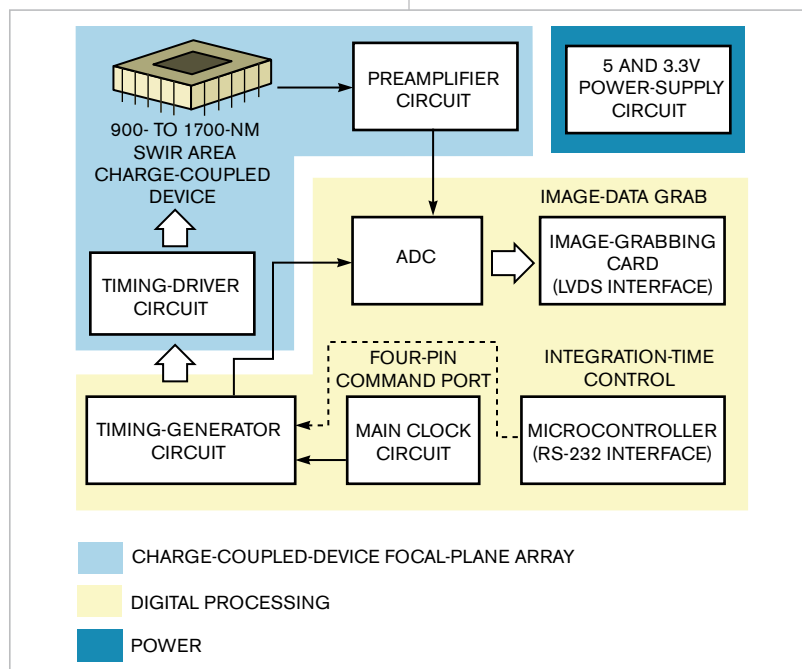 PREAMPLIFIER
CIRCUIT
5 AND 3.3V
POWER-SUPPLY
CIRCUIT
900- TO 1700-NM
SWIR AREA
CHARGE-COUPLED
DEVICE
IMAGE-DATA GRAB
ADC
IMAGE-GRABBING
CARD
(LVDS INTERFACE)
TIMING-DRIVER
CIRCUIT
FOUR-PIN
COMMAND PORT
INTEGRATION-TIME
CONTROL
TIMING-GENERATOR
CIRCUIT
MAIN CLOCK
CIRCUIT
MICROCONTROLLER
(RS-232 INTERFACE)
CHARGE-COUPLED-DEVICE FOCAL-PLANE ARRAY
DIGITAL PROCESSING
POWER